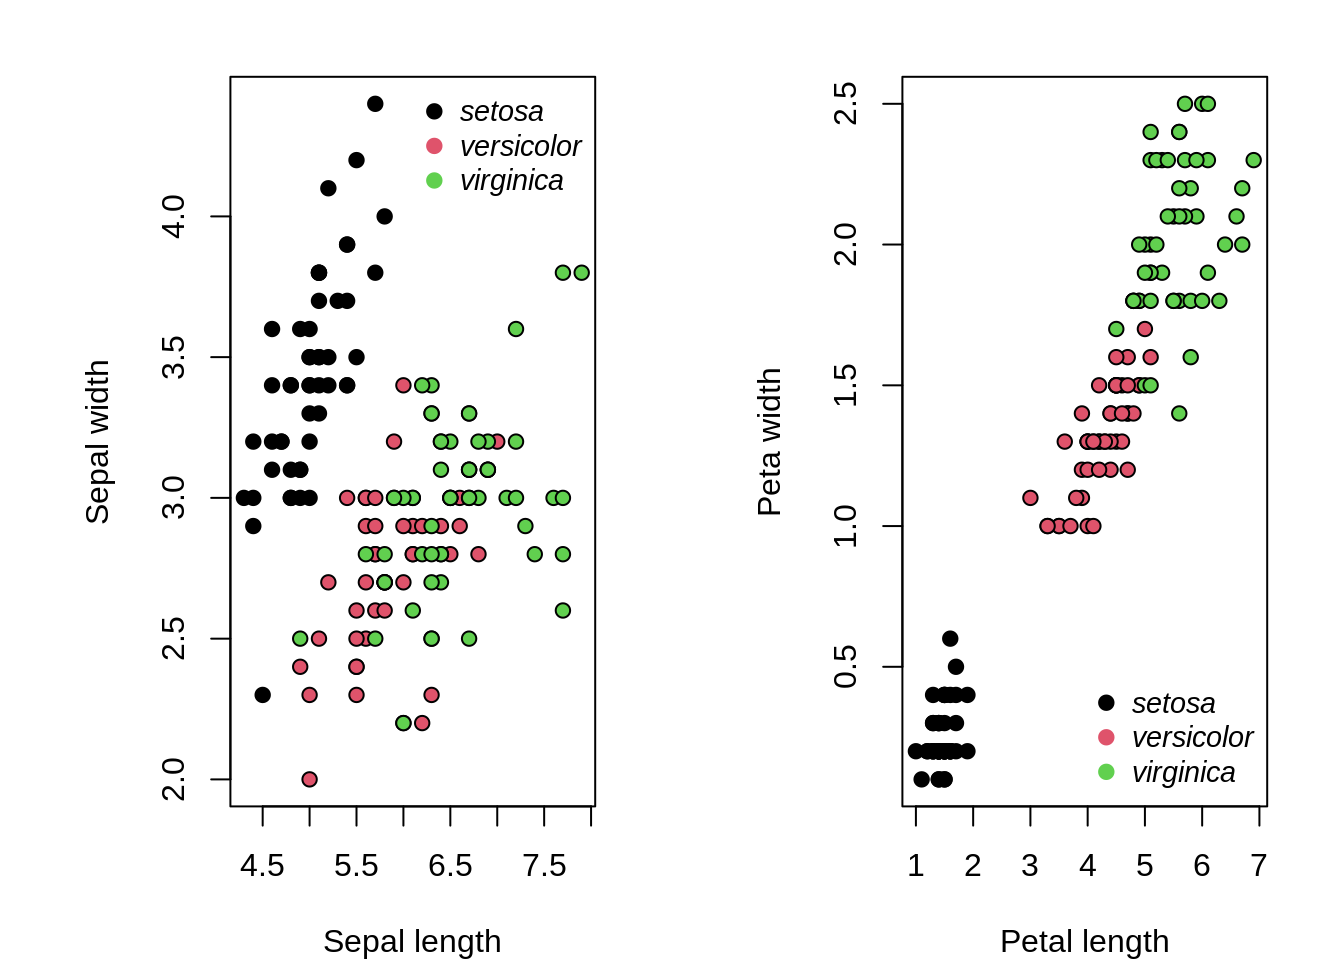 setosa
versicolor
virginica
Sepal width
4.0
3.5
3.0
2.5
2.0
4.5 5.5 6.5 7.5
Sepal length
Peta width
2.5
2.0
1.5
1.0
0.5
setosa
versicolor
virginica
1 2 3 4 5 6 7
Petal length